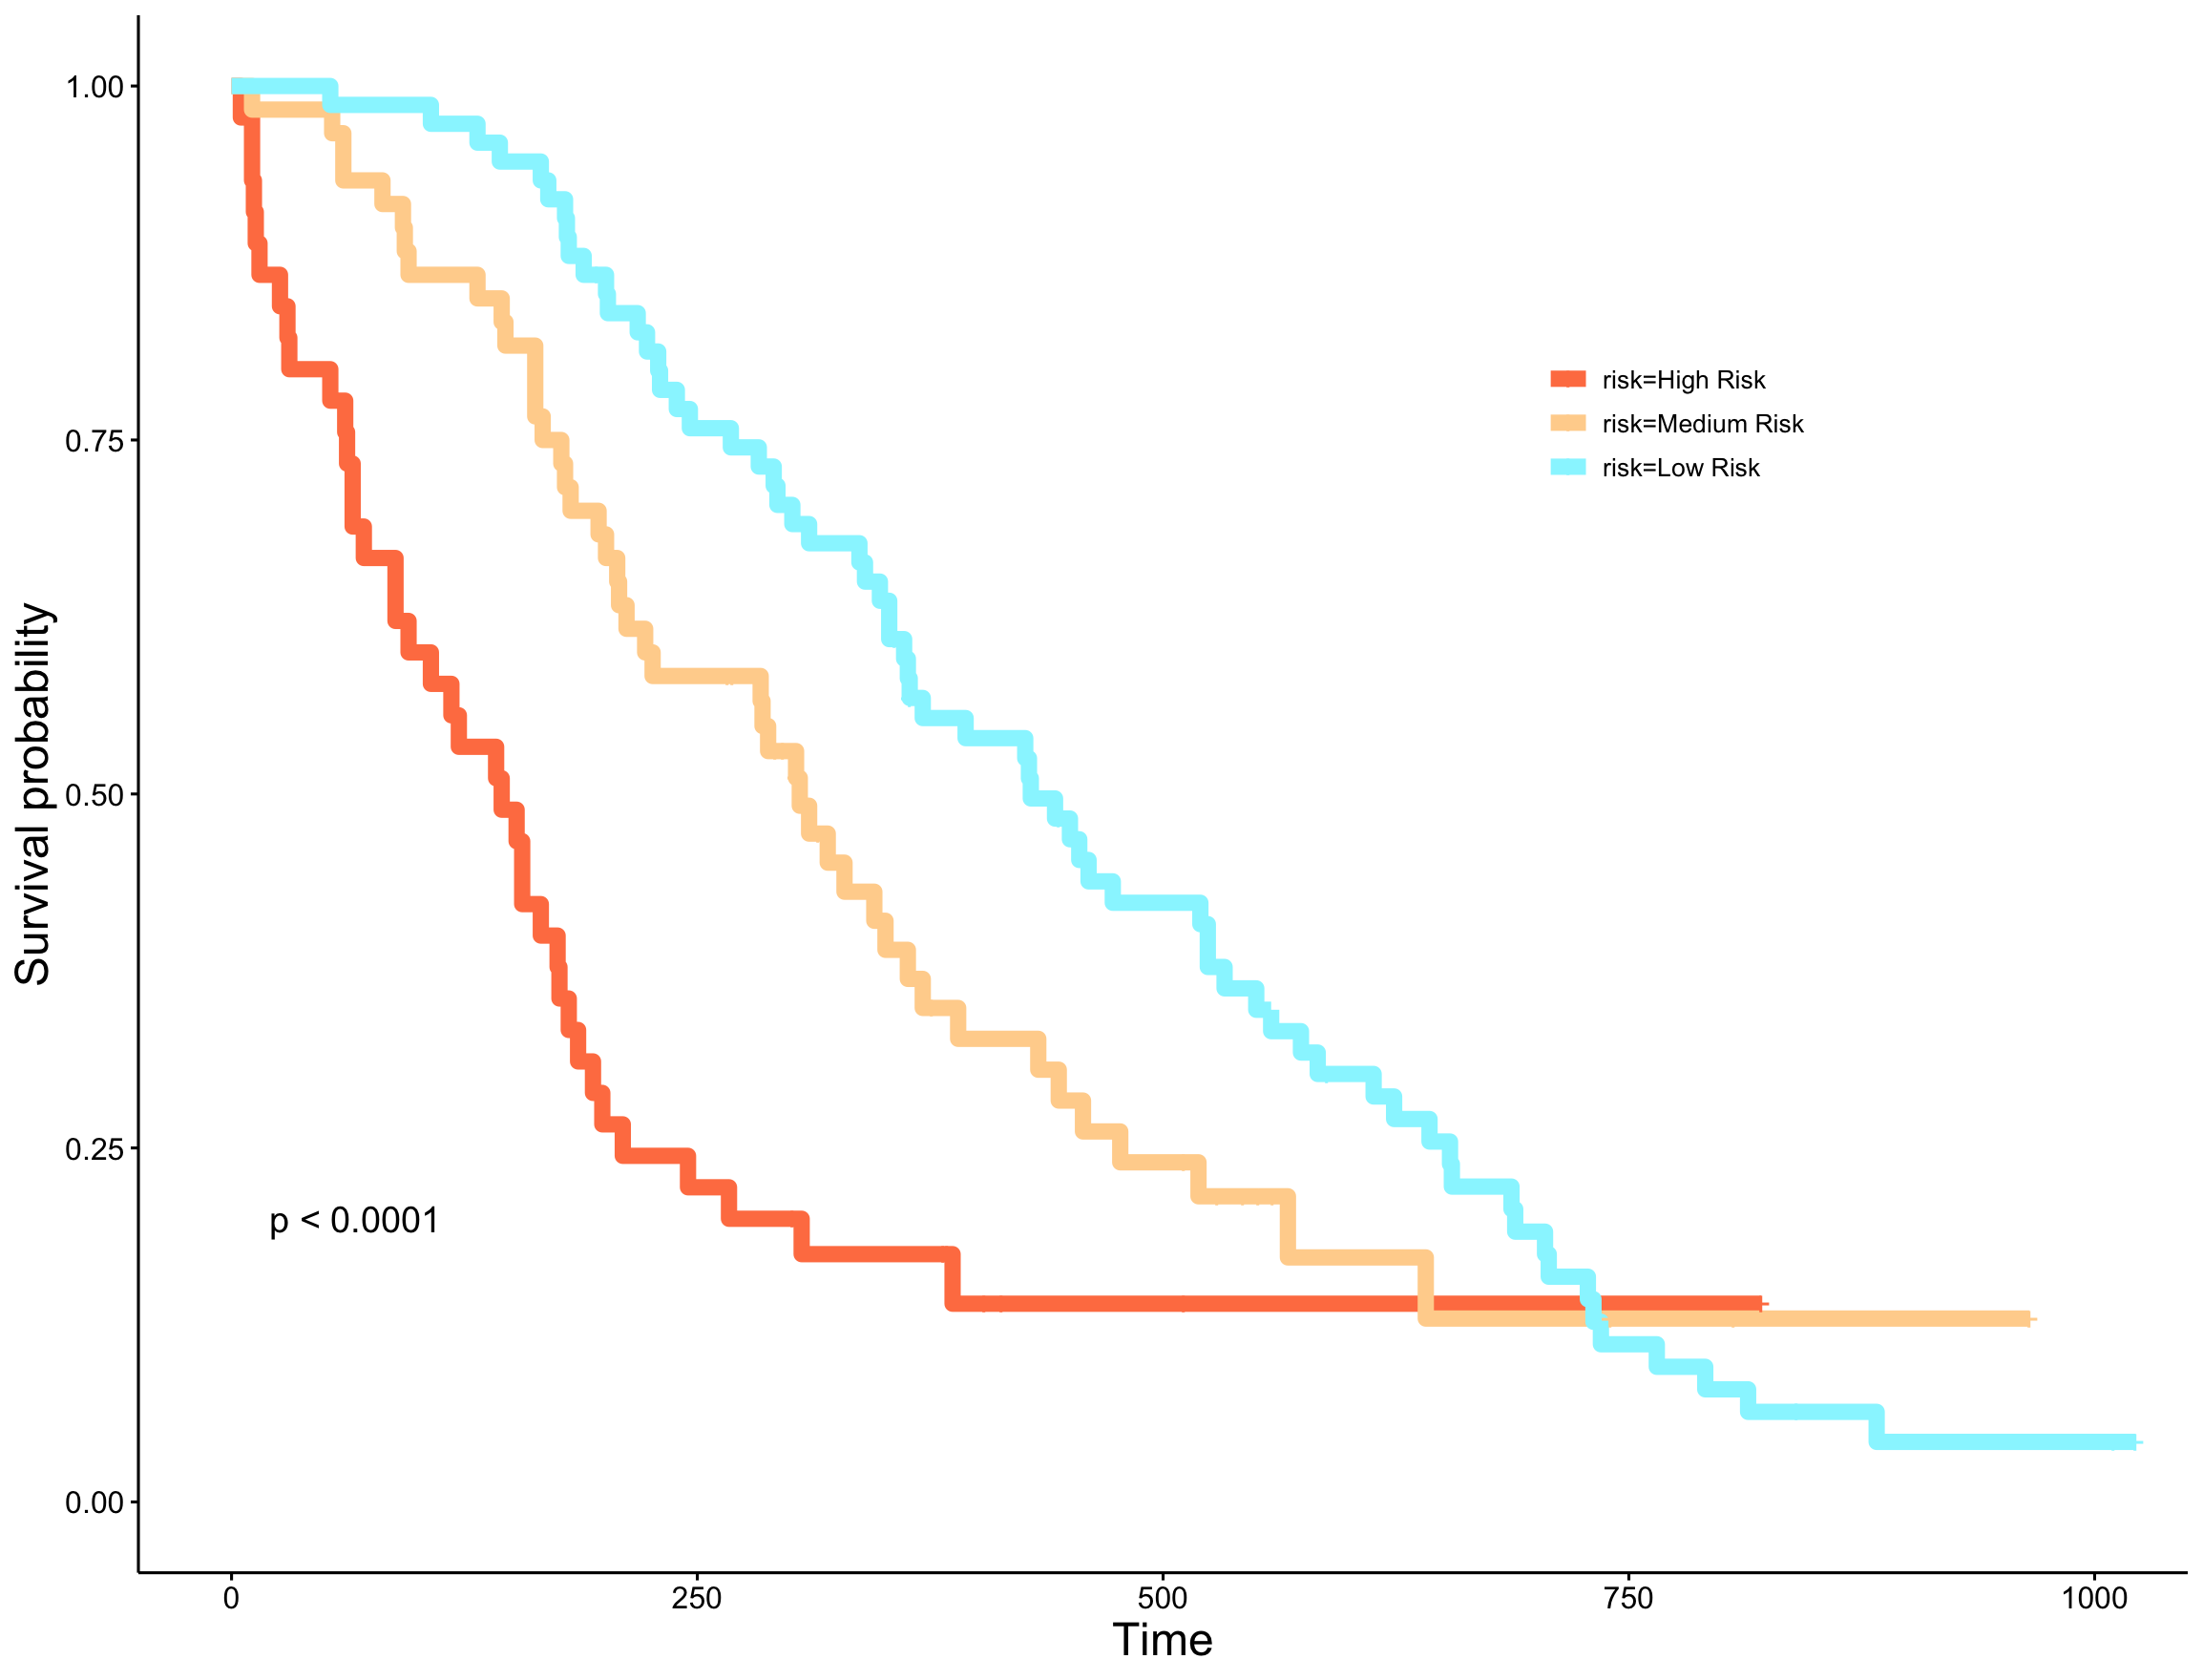 1.00
0.75
0.50
0.25
0.00
Survival probability
risk=High Risk
risk=Medium Risk
risk=Low Risk
p < 0.0001
0 250 500 750 1000
Time